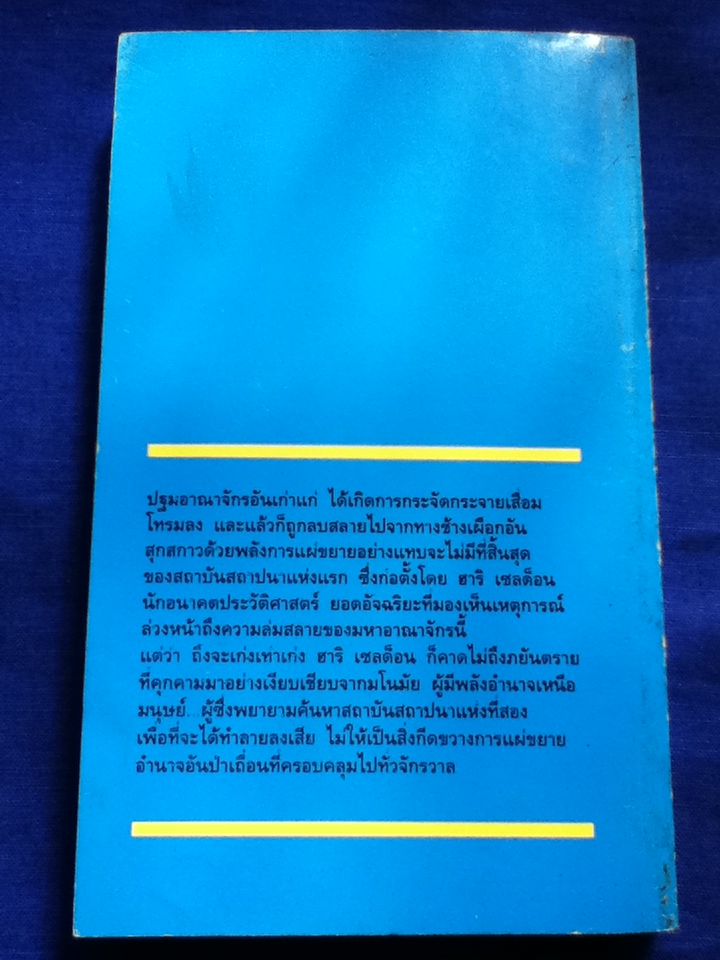 ปฐมอาณาจักรอันเก่าแก่ ได้เกิดการกระจัดกระจายเสื่อม
โทรมลง และแล้วก็ถูกลบสลายไปจากทางช้างเผือกอัน
สุกสกาวด้วยพลังการแผ่ขยายอย่างแทบจะไม่มีที่สิ้นสุด
ของสถาบันสถาปนาแห่งแรก ซึ่งก่อตั้งโดย ฮาริ เซลด็อน
นักอนาคตประวัติศาสตร์ ยอดอัจฉริยะที่มองเห็นเหตุการณ์
ล่วงหน้าถึงความล่มสลายของมหาอาณาจักรนี้
แต่ว่า ถึงจะเก่งเท่าเก่ง ฮาริ เซลด็อน ก็คาดไม่ถึงภยันตราย
ที่คุกคามมาอย่างเงียบเชียบจากมโนมัย ผู้มีพลังอำนาจเหนือ
มนุษย์...ผู้ซึ่งพยายามค้นหาสถาบันสถาปนาแห่งที่สอง
เพื่อที่จะได้ทำลายลงเสีย ไม่ให้เป็นสิ่งกีดขวางการแผ่ขยาย
อำนาจอันป่าเถื่อนที่ครอบคลุมไปทั่วจักรวาล